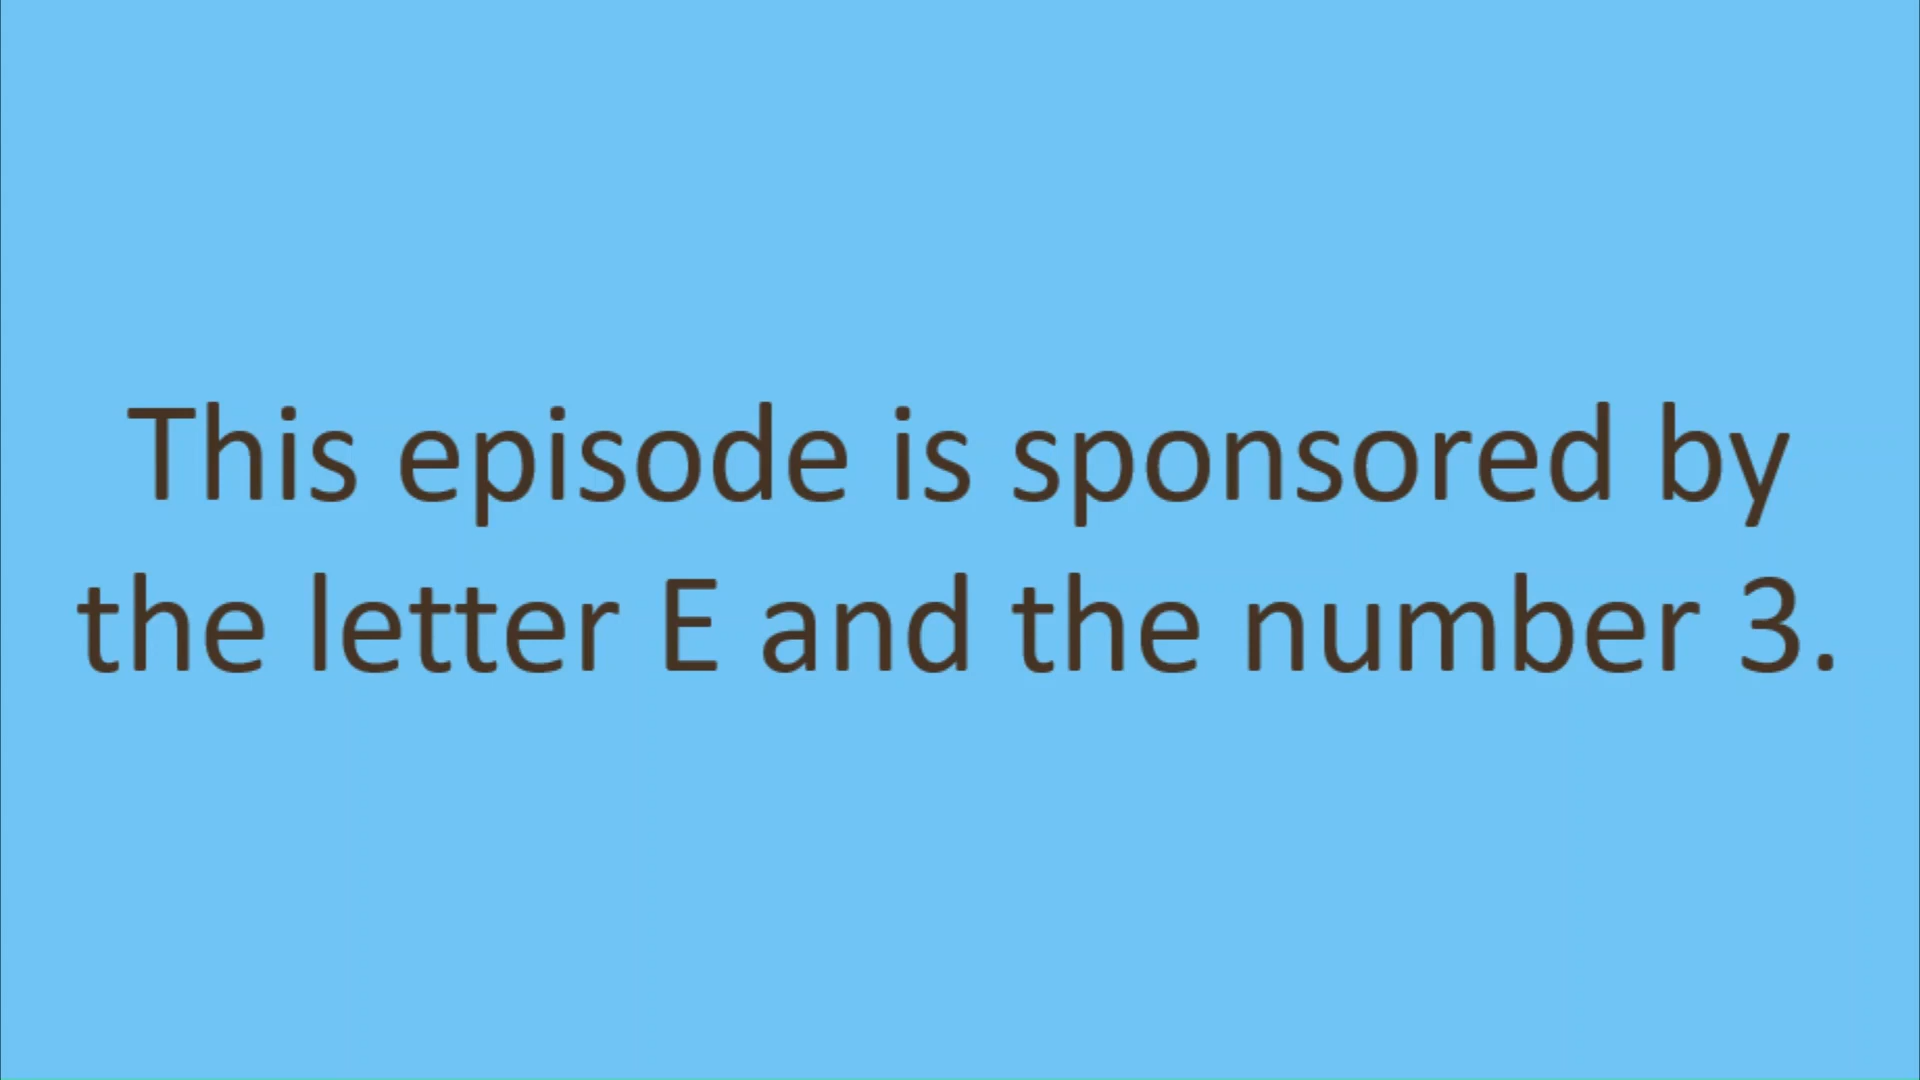 This episode is sponsored by
the letter E and the number 3.